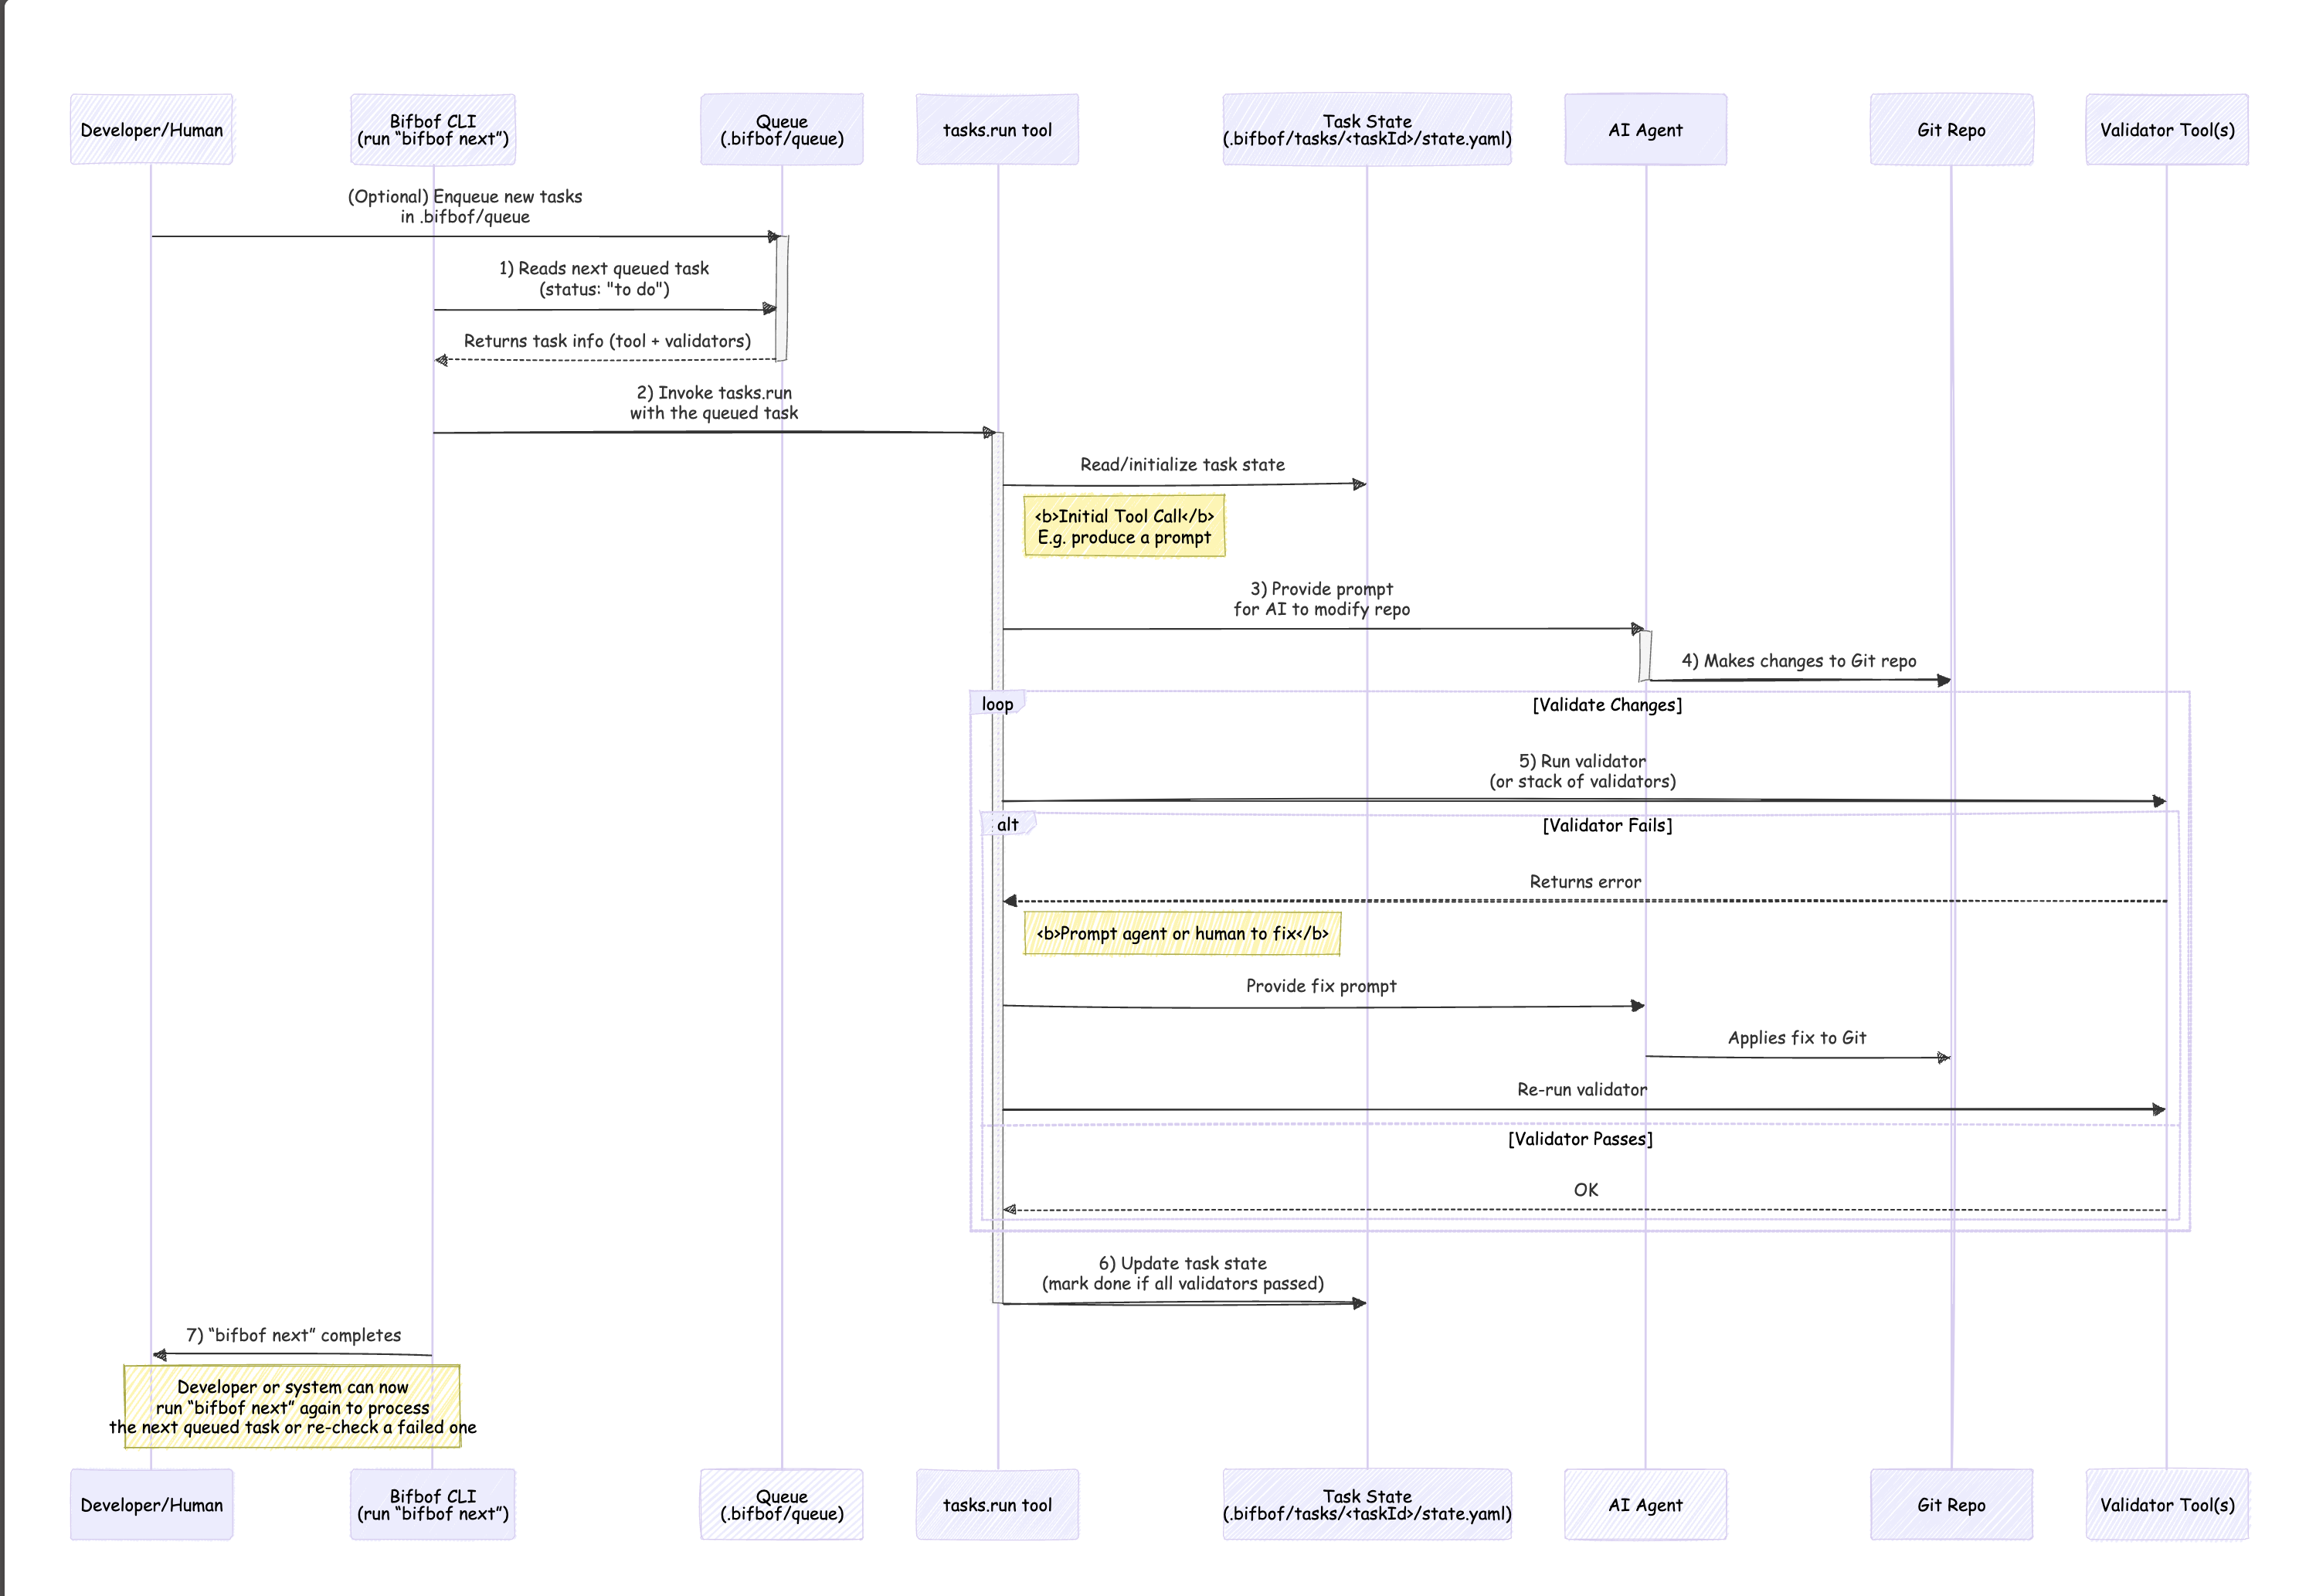 Developer/Human
Bifbof CLI
(run “bifbof next”)
Queue
(.bifbof/queue)
tasks.run tool
Task State
(.bifbof/tasks/<taskId>/state.yaml)
AI Agent
Git Repo
Validator Tool(s)
(Optional) Enqueue new tasks
in .bifbof/queue
1) Reads next queued task
(status: "to do")
Returns task info (tool + validators)
2) Invoke tasks.run
with the queued task
Read/initialize task state
<b>Initial Tool Call</b>
E.g. produce a prompt
3) Provide prompt
for AI to modify repo
4) Makes changes to Git repo
loop
[Validate Changes]
5) Run validator
(or stack of validators)
alt
[Validator Fails]
Returns error
<b>Prompt agent or human to fix</b>
Provide fix prompt
Applies fix to Git
Re-run validator
[Validator Passes]
OK
6) Update task state
(mark done if all validators passed)
7) “bifbof next” completes
Developer or system can now
run “bifbof next” again to process
the next queued task or re-check a failed one
Developer/Human
Bifbof CLI
(run “bifbof next”)
Queue
(.bifbof/queue)
tasks.run tool
Task State
(.bifbof/tasks/<taskId>/state.yaml)
AI Agent
Git Repo
Validator Tool(s)